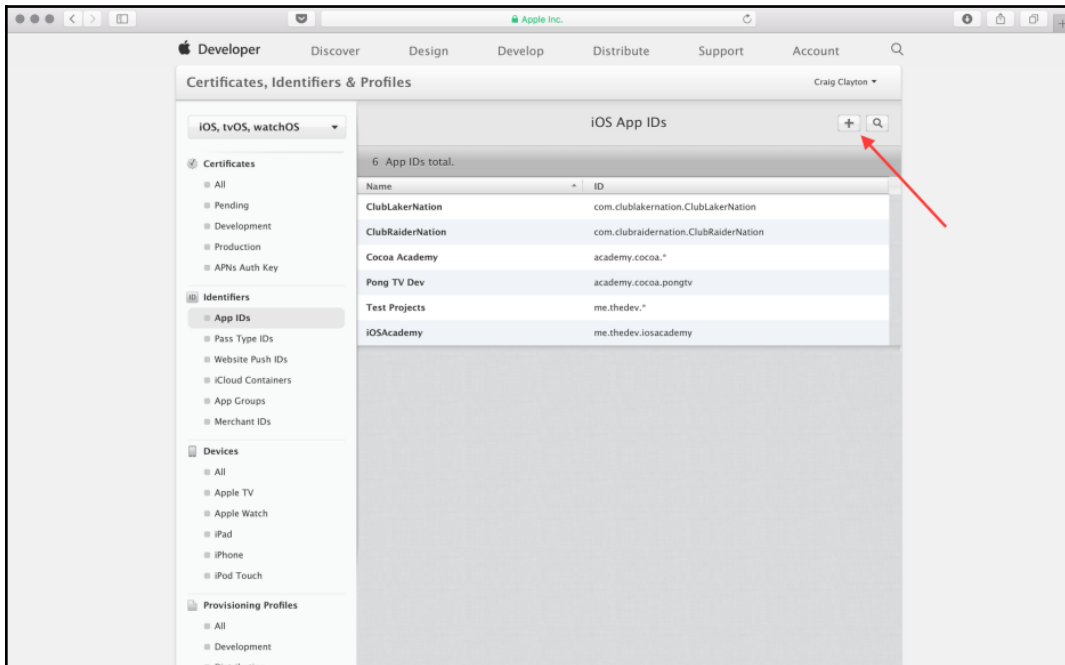 Apple Inc.
Developer
Discover
Design
Develop
Distribute
Support
Account
Certificates, Identifiers & Profiles
Craig Clayton
iOS, tvOS, watchOS
Certificates
All
Pending
Development
Production
APNs Auth Key
Identifiers
App IDs
Pass Type IDs
Website Push IDs
iCloud Containers
App Groups
Merchant IDs
Devices
All
Apple TV
Apple Watch
iPad
iPhone
iPod Touch
Provisioning Profiles
All
Development
iOS App IDs
6 App IDs total.
Name ID
ClubLakerNation com.clublakernation.ClubLakerNation
ClubRaiderNation com.clubraidernation.ClubRaiderNation
Cocoa Academy academy.cocoa.*
Pong TV Dev academy.cocoa.pongtv
Test Projects me.thedev.*
iOSAcademy me.thedev.iosacademy